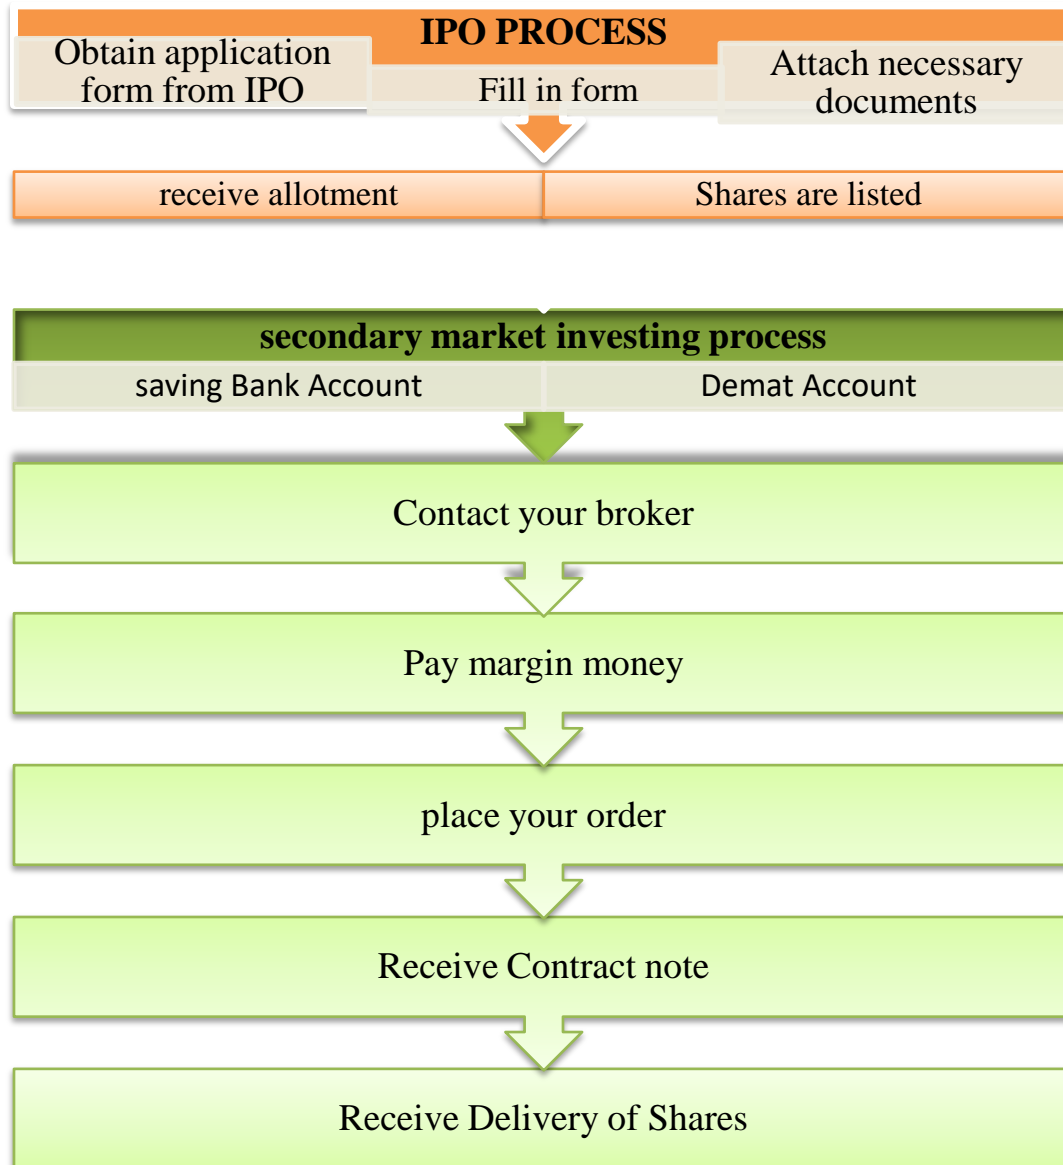 IPO PROCESS
Obtain application
form from IPO
Fill in form
Attach necessary
documents
receive allotment
Shares are listed
secondary market investing process
saving Bank Account
Demat Account
Contact your broker
Pay margin money
place your order
Receive Contract note
Receive Delivery of Shares